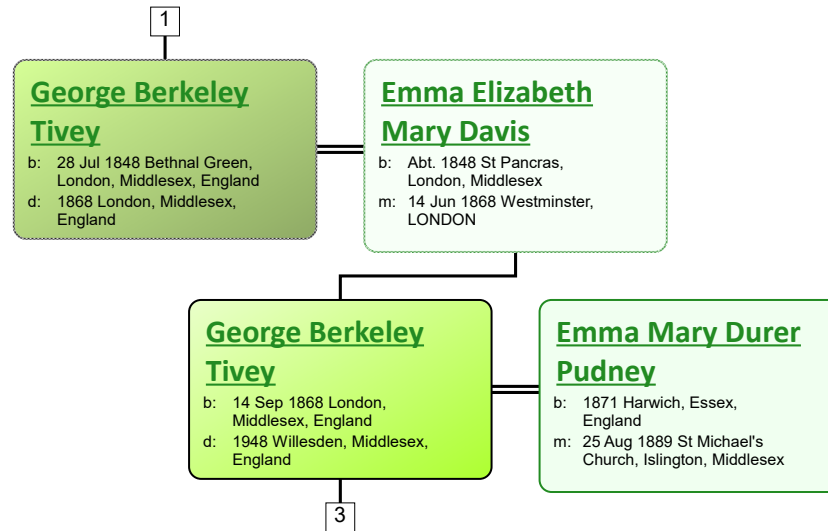 1
George Berkeley
Tivey
b: 28 Jul 1848 Bethnal Green,
London, Middlesex, England
d: 1868 London, Middlesex,
England
Emma Elizabeth
Mary Davis
b: Abt. 1848 St Pancras,
London, Middlesex
m: 14 Jun 1868 Westminster,
LONDON
George Berkeley
Tivey
b: 14 Sep 1868 London,
Middlesex, England
d: 1948 Willesden, Middlesex,
England
Emma Mary Durer
Pudney
b: 1871 Harwich, Essex,
England
m: 25 Aug 1889 St Michael's
Church, Islington, Middlesex
3